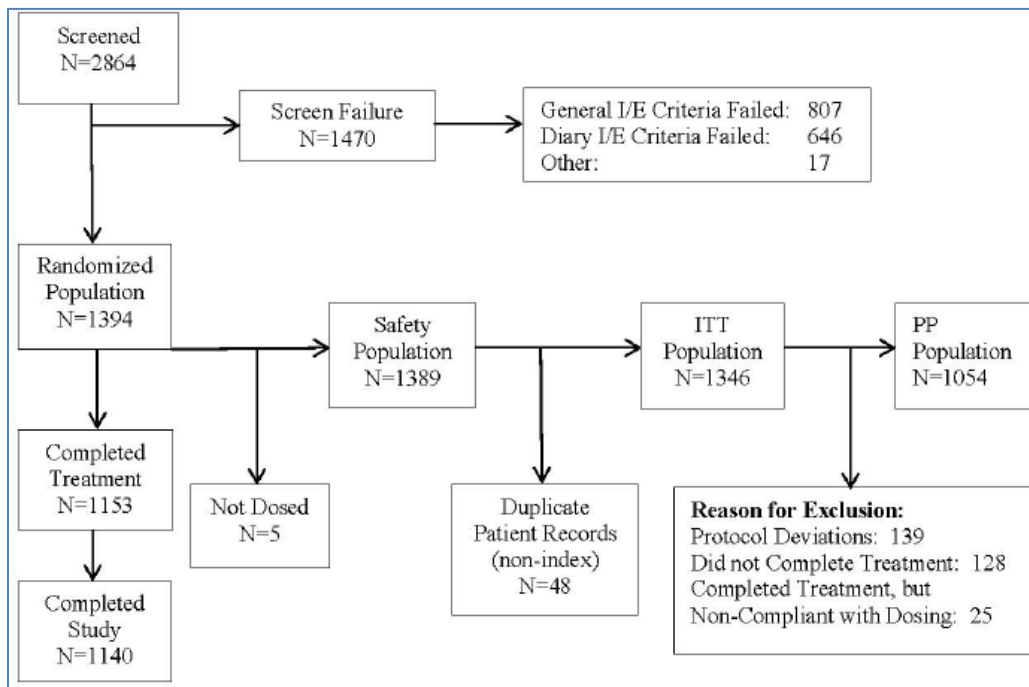 Screened
N=2864
Screen Failure
N=1470
General I/E Criteria Failed: 807
Diary I/E Criteria Failed: 646
Other: 17
Randomized
Population
N=1394
Safety
Population
N=1389
ITT
Population
N=1346
PP
Population
N=1054
Completed
Treatment
N=1153
Not Dosed
N=5
Duplicate
Patient Records
(non-index)
N=48
Reason for Exclusion:
Protocol Deviations: 139
Did not Complete Treatment: 128
Completed Treatment, but
Non-Compliant with Dosing: 25
Completed
Study
N=1140